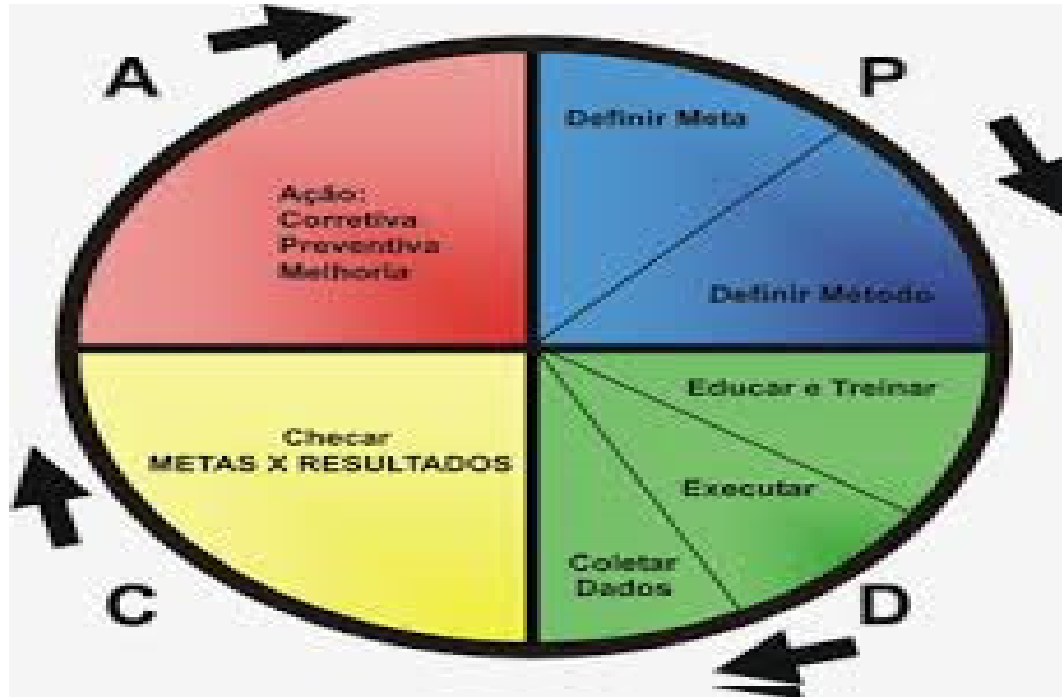 A
P
Definir Meta
Ação:
Corretiva
Preventiva
Melhoria
Definir Método
Educar e Treinar
Checar
METAS X RESULTADOS
Executar
Coletar
Dados
C
D